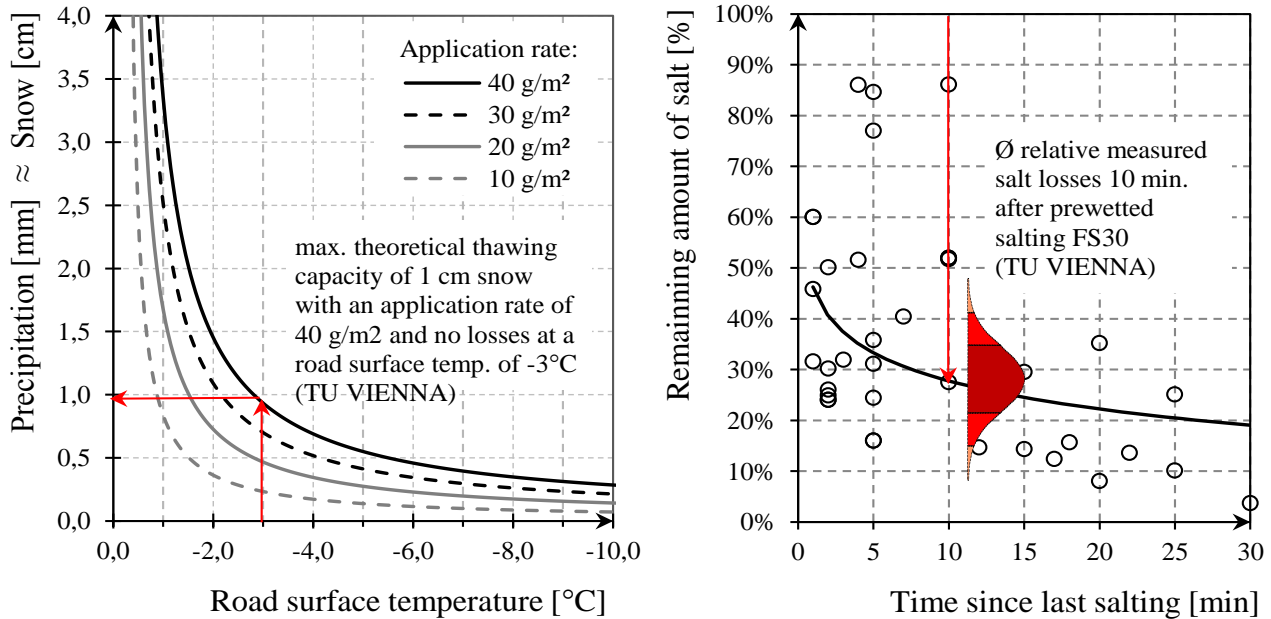 Precipitation [mm] ≈ Snow [cm]
4,0
3,5
3,0
2,5
2,0
1,5
1,0
0,5
0,0
Application rate:
40 g/m²
30 g/m²
20 g/m²
10 g/m²
max. theoretical thawing
capacity of 1 cm snow
with an application rate of
40 g/m2 and no losses at a
road surface temp. of -3°C
(TU VIENNA)
0,0 -2,0 -4,0 -6,0 -8,0 -10,0
Road surface temperature [°C]
Remainning amount of salt [%]
100%
90%
80%
70%
60%
50%
40%
30%
20%
10%
0%
Ø relative measured
salt losses 10 min.
after prewetted
salting FS30
(TU VIENNA)
0 5 10 15 20 25 30
Time since last salting [min]